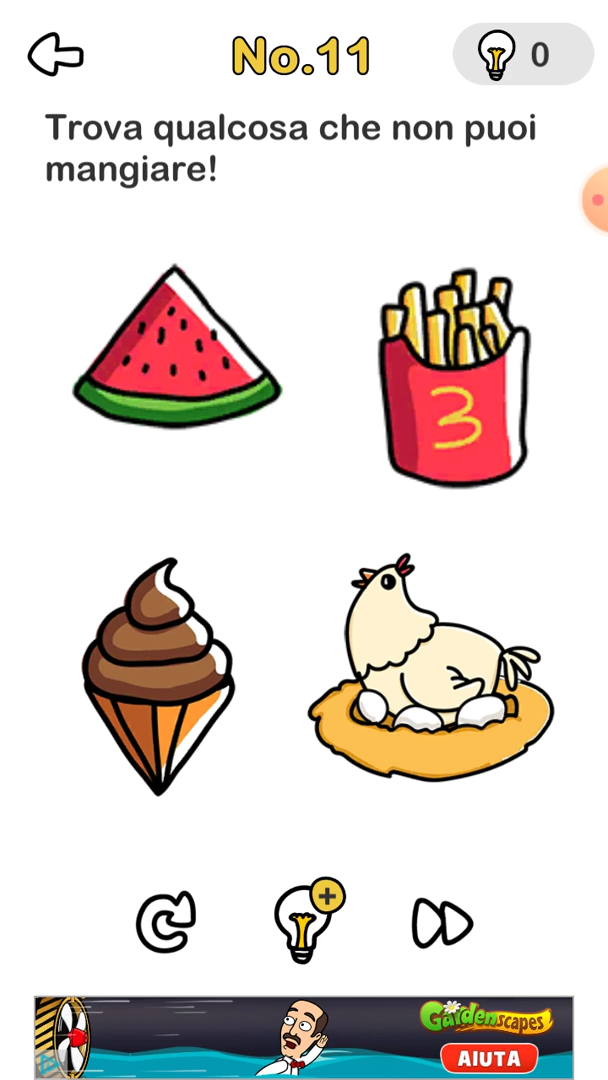 No.11
0
Trova qualcosa che non puoi
mangiare!
3
Gardenscapes
AIUTA